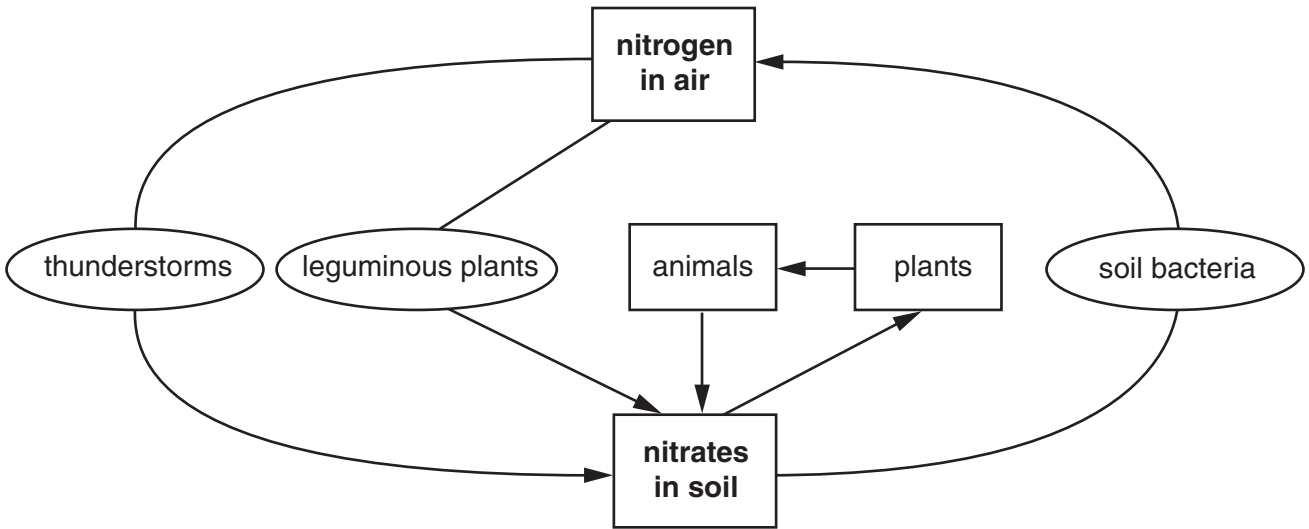 nitrogen
in air
thunderstorms
leguminous plants
animals
plants
soil bacteria
nitrates
in soil